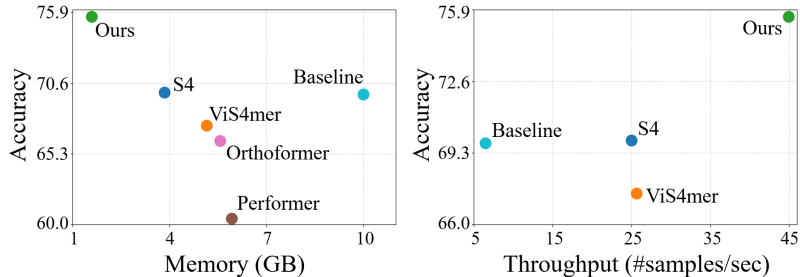 75.9
70.6
65.3
60.0
Accuracy
Ours
S4
Baseline
ViS4mer
Orthoformer
Performer
1
4
7
10
Memory (GB)
75.9
72.6
69.3
66.0
Accuracy
Ours
Baseline
S4
ViS4mer
5
15
25
35
45
Throughput (#samples/sec)